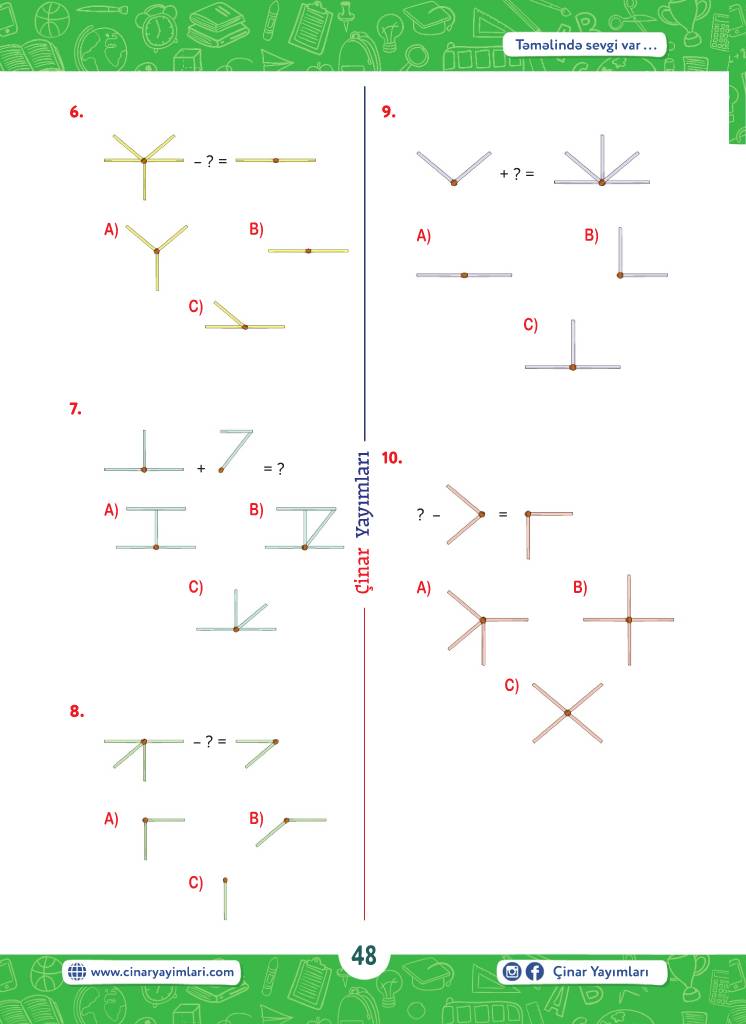 Təməlində sevgi var ...
6.
– ? =
A)
B)
C)
7.
+
= ?
A)
B)
C)
8.
– ? =
A)
B)
C)
Çinar Yayımları
9.
+ ? =
A)
B)
C)
10.
? –
=
A)
B)
C)
48
www.cinaryayimlari.com
Çinar Yayımları